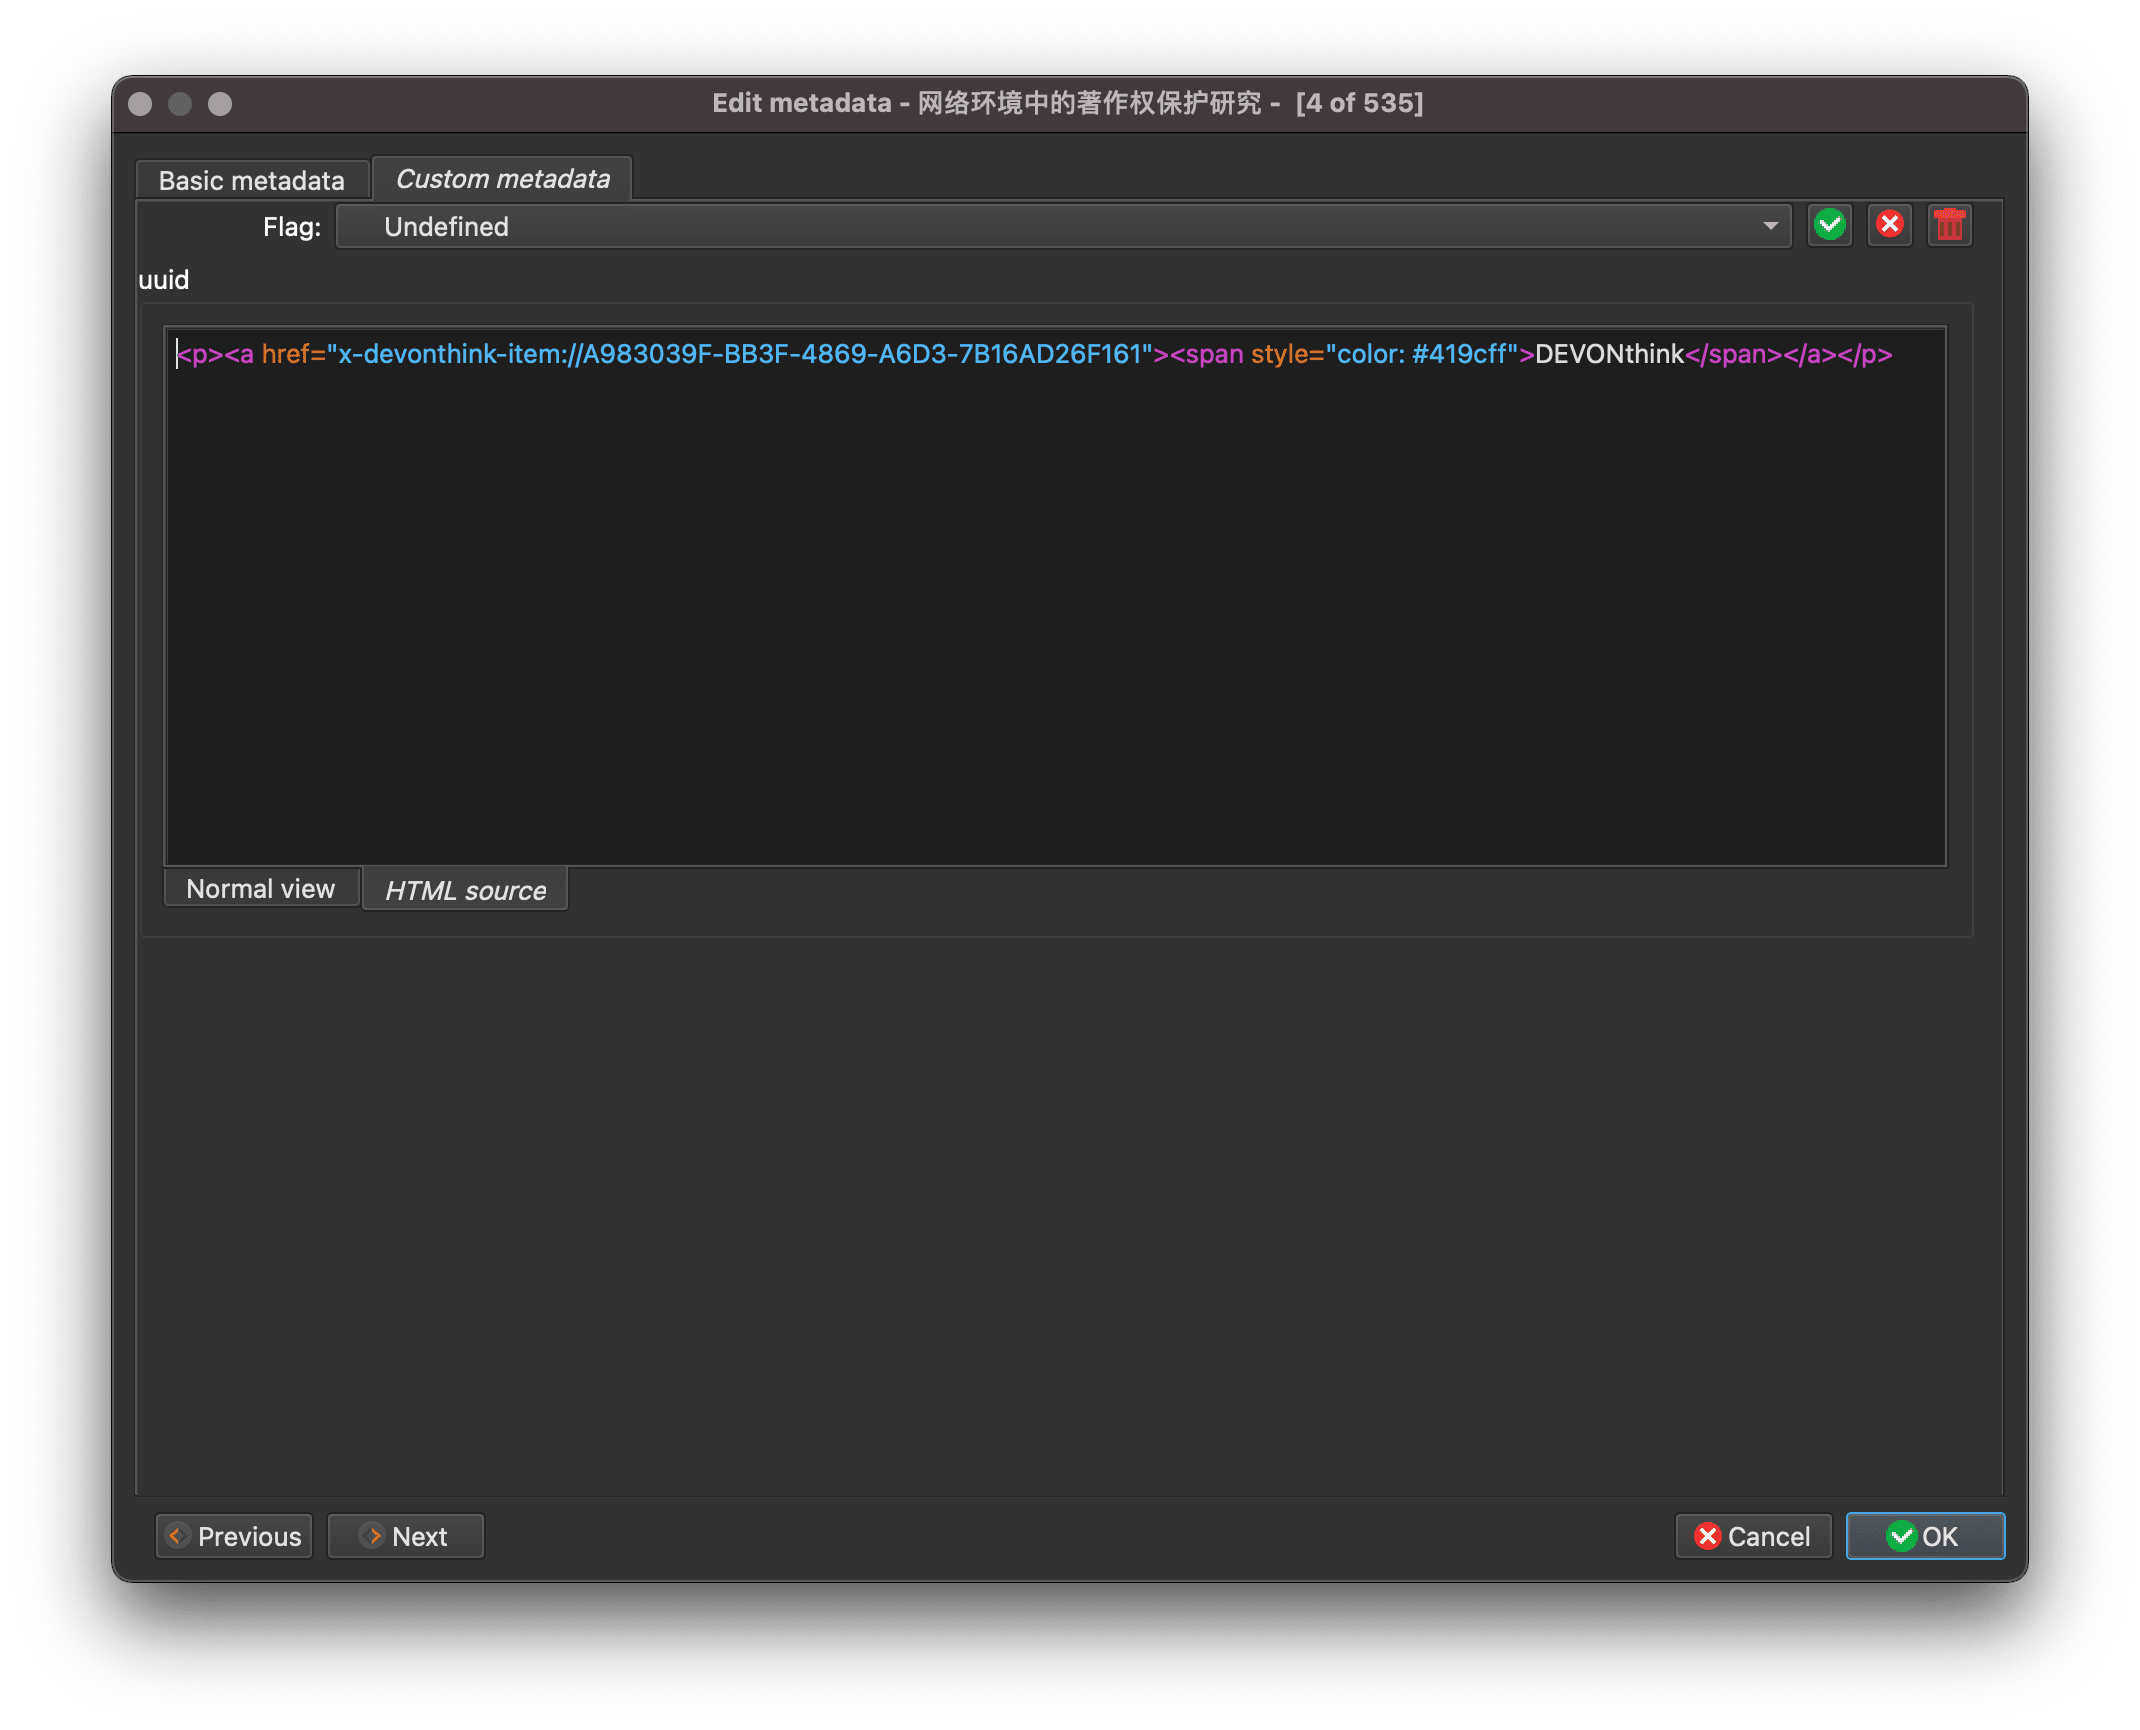 Edit metadata - 网络环境中的著作权保护研究 -  [4 of 535]
Basic metadata
Custom metadata
Flag:
Undefined
uuid
<p><a href="x-devonthink-item://A983039F-BB3F-4869-A6D3-7B16AD26F161"><span style="color: #419cff">DEVONthink</span></a></p>
Normal view
HTML source
Previous
Next
Cancel
OK